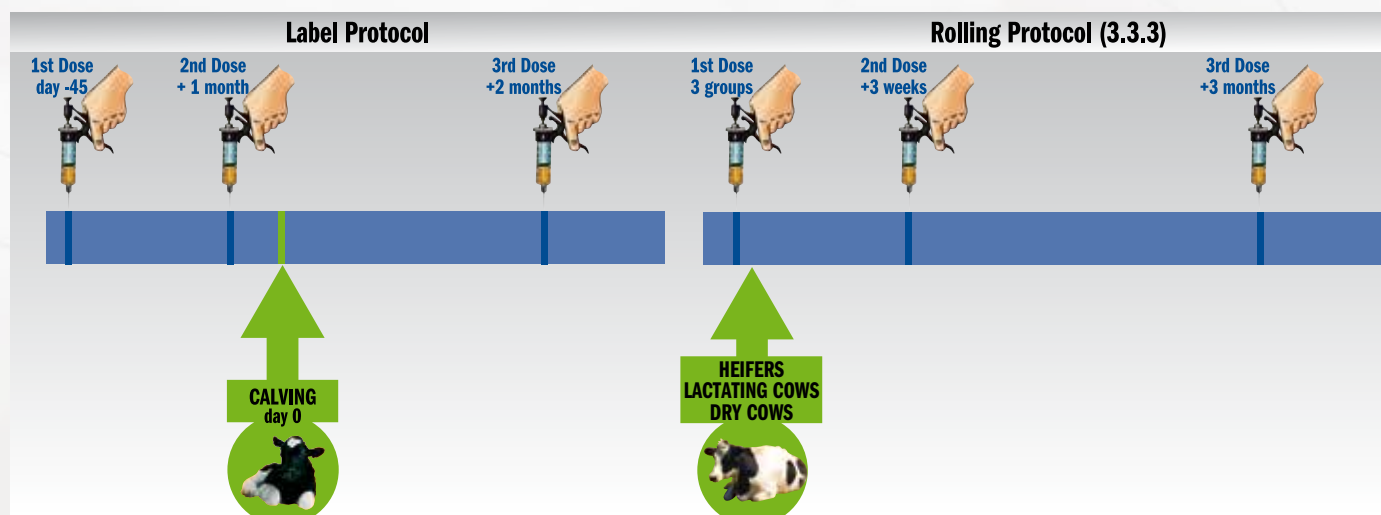 Label Protocol
1st Dose
day -45
2nd Dose
+ 1 month
3rd Dose
+2 months
CALVING
day 0
Rolling Protocol (3.3.3)
1st Dose
3 groups
2nd Dose
+3 weeks
3rd Dose
+3 months
HEIFERS
LACTATING COWS
DRY COWS